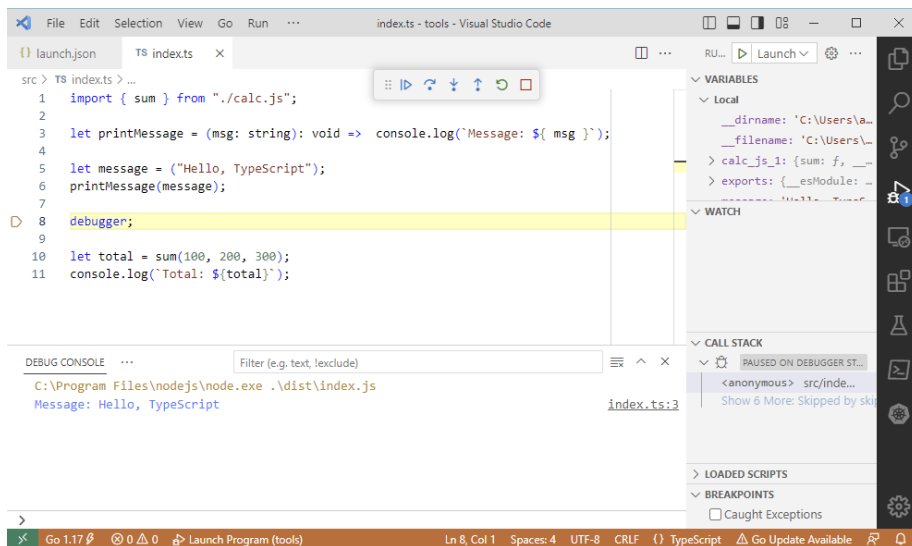 File Edit Selection View Go Run ··· index.ts - tools - Visual Studio Code
{} launch.json TS index.ts × ··· RU... Launch ···
src > TS index.ts > ...
1 import { sum } from "./calc.js";
2
3 let printMessage = (msg: string): void => console.log(`Message: ${ msg }`);
4
5 let message = ("Hello, TypeScript");
6 printMessage(message);
7
8 debugger;
9
10 let total = sum(100, 200, 300);
11 console.log(`Total: ${total}`);
VARIABLES
Local
__dirname: 'C:\Users\a…
__filename: 'C:\Users\…
calc_js_1: {sum: ƒ, __…
exports: {__esModule: …
1
WATCH
DEBUG CONSOLE ··· Filter (e.g. text, !exclude)
C:\Program Files\nodejs\node.exe .\dist\index.js
Message: Hello, TypeScript index.ts:3
CALL STACK
PAUSED ON DEBUGGER ST...
<anonymous> src/inde...
Show 6 More: Skipped by skip
LOADED SCRIPTS
BREAKPOINTS
Caught Exceptions
Go 1.17 0 0 Launch Program (tools) Ln 8, Col 1 Spaces: 4 UTF-8 CRLF {} TypeScript Go Update Available